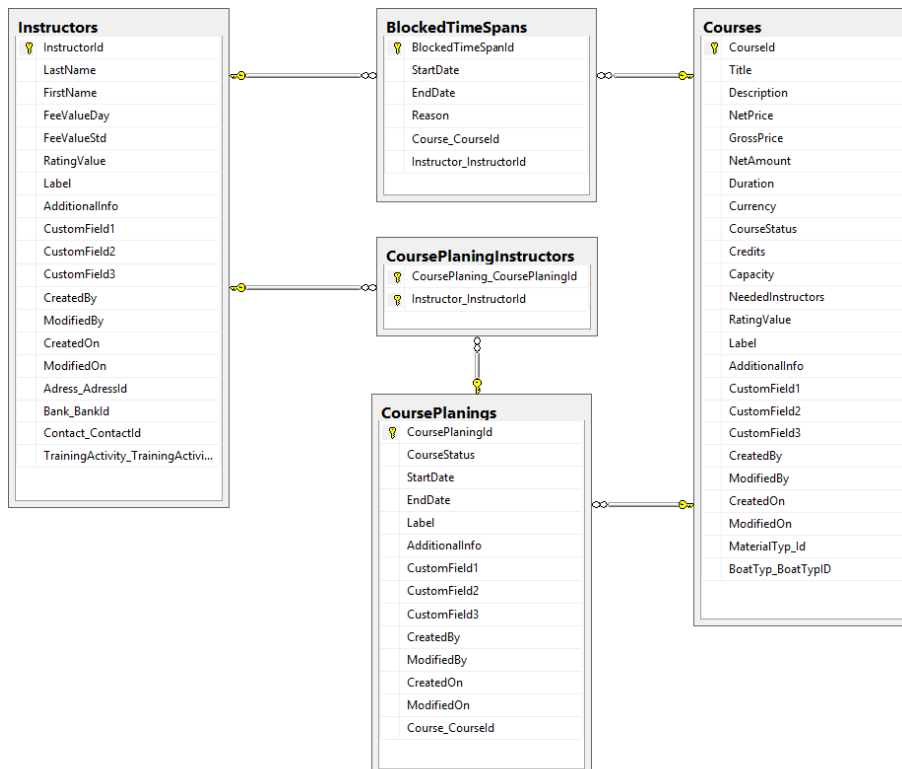 Instructors
InstructorId
LastName
FirstName
FeeValueDay
FeeValueStd
RatingValue
Label
AdditionalInfo
CustomField1
CustomField2
CustomField3
CreatedBy
ModifiedBy
CreatedOn
ModifiedOn
Adress_AdressId
Bank_BankId
Contact_ContactId
TrainingActivity_TrainingActivi...
BlockedTimeSpans
BlockedTimeSpanId
StartDate
EndDate
Reason
Course_CourseId
Instructor_InstructorId
CoursePlaningInstructors
CoursePlaning_CoursePlaningId
Instructor_InstructorId
CoursePlanings
CoursePlaningId
CourseStatus
StartDate
EndDate
Label
AdditionalInfo
CustomField1
CustomField2
CustomField3
CreatedBy
ModifiedBy
CreatedOn
ModifiedOn
Course_CourseId
Courses
CourseId
Title
Description
NetPrice
GrossPrice
NetAmount
Duration
Currency
CourseStatus
Credits
Capacity
NeededInstructors
RatingValue
Label
AdditionalInfo
CustomField1
CustomField2
CustomField3
CreatedBy
ModifiedBy
CreatedOn
ModifiedOn
MaterialTyp_Id
BoatTyp_BoatTypID